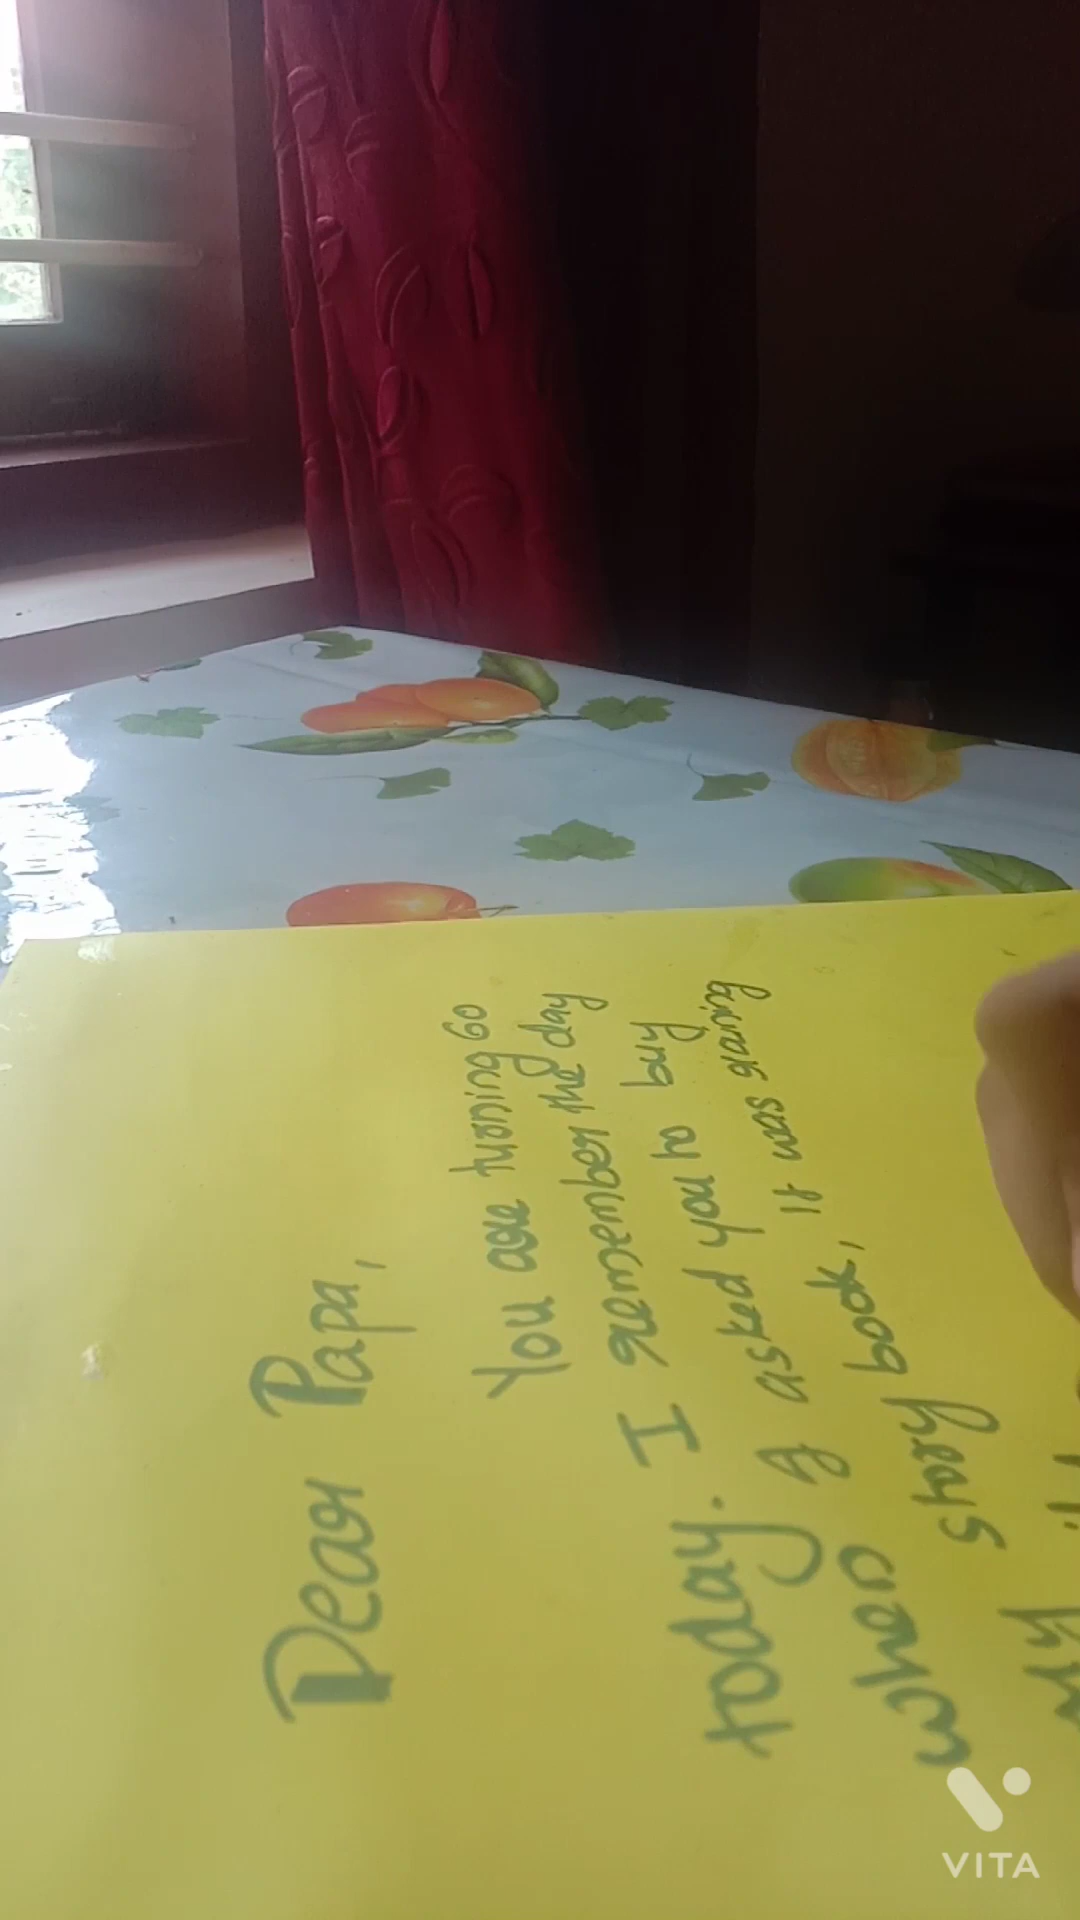 Dear Papa,
You are turning 60
today. I remember the day
when I asked you to buy
story book, It was raining
VITA